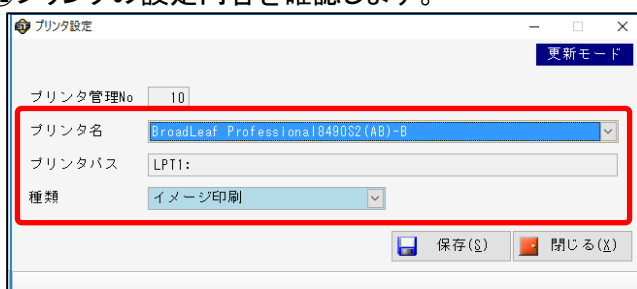 プリンタの設定内容を確認します。
プリンタ設定
更新モード
プリンタ管理No 10
プリンタ名 BroadLeaf Professional8490S2(AB)-B
プリンタパス LPT1:
種類 イメージ印刷
保存(S) 閉じる(X)